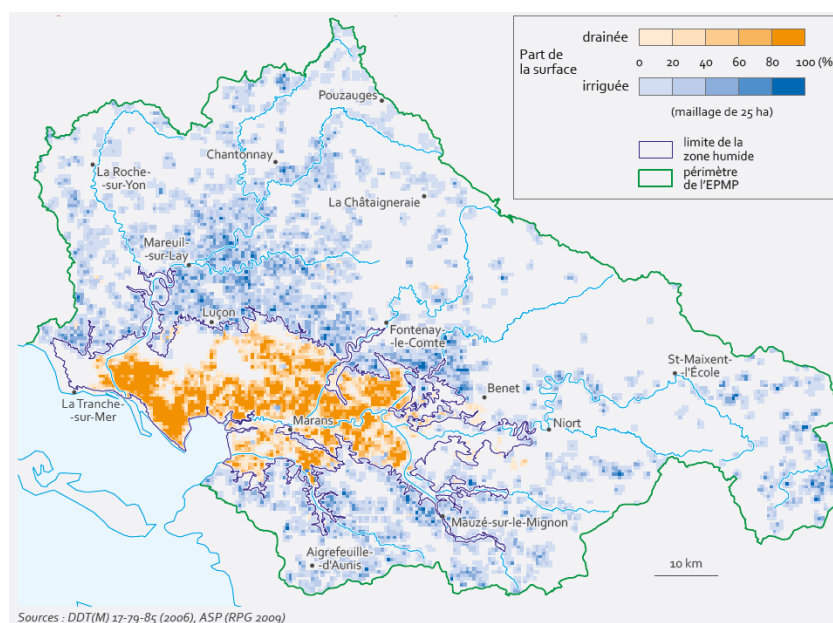 Part de
la surface
drainée
0 20 40 60 80 100 (%
irriguée
(maillage de 25 ha)
limite de la
zone humide
périmètre
de l'EPMP
Pouzauges
Chantonnay
La Roche-
-sur-Yon
La Châtaigneraie
Mareuil-
-sur-Lay
Luçon
Fontenay-
-le-Comte
St-Maixent-
-l'École
Benet
La Tranche-
-sur-Mer
Marans
Niort
Mauzé-sur-le-Mignon
Aigrefeuille-
-d'Aunis
10 km
Sources : DDT(M) 17-79-85 (2006), ASP (RPG 2009)